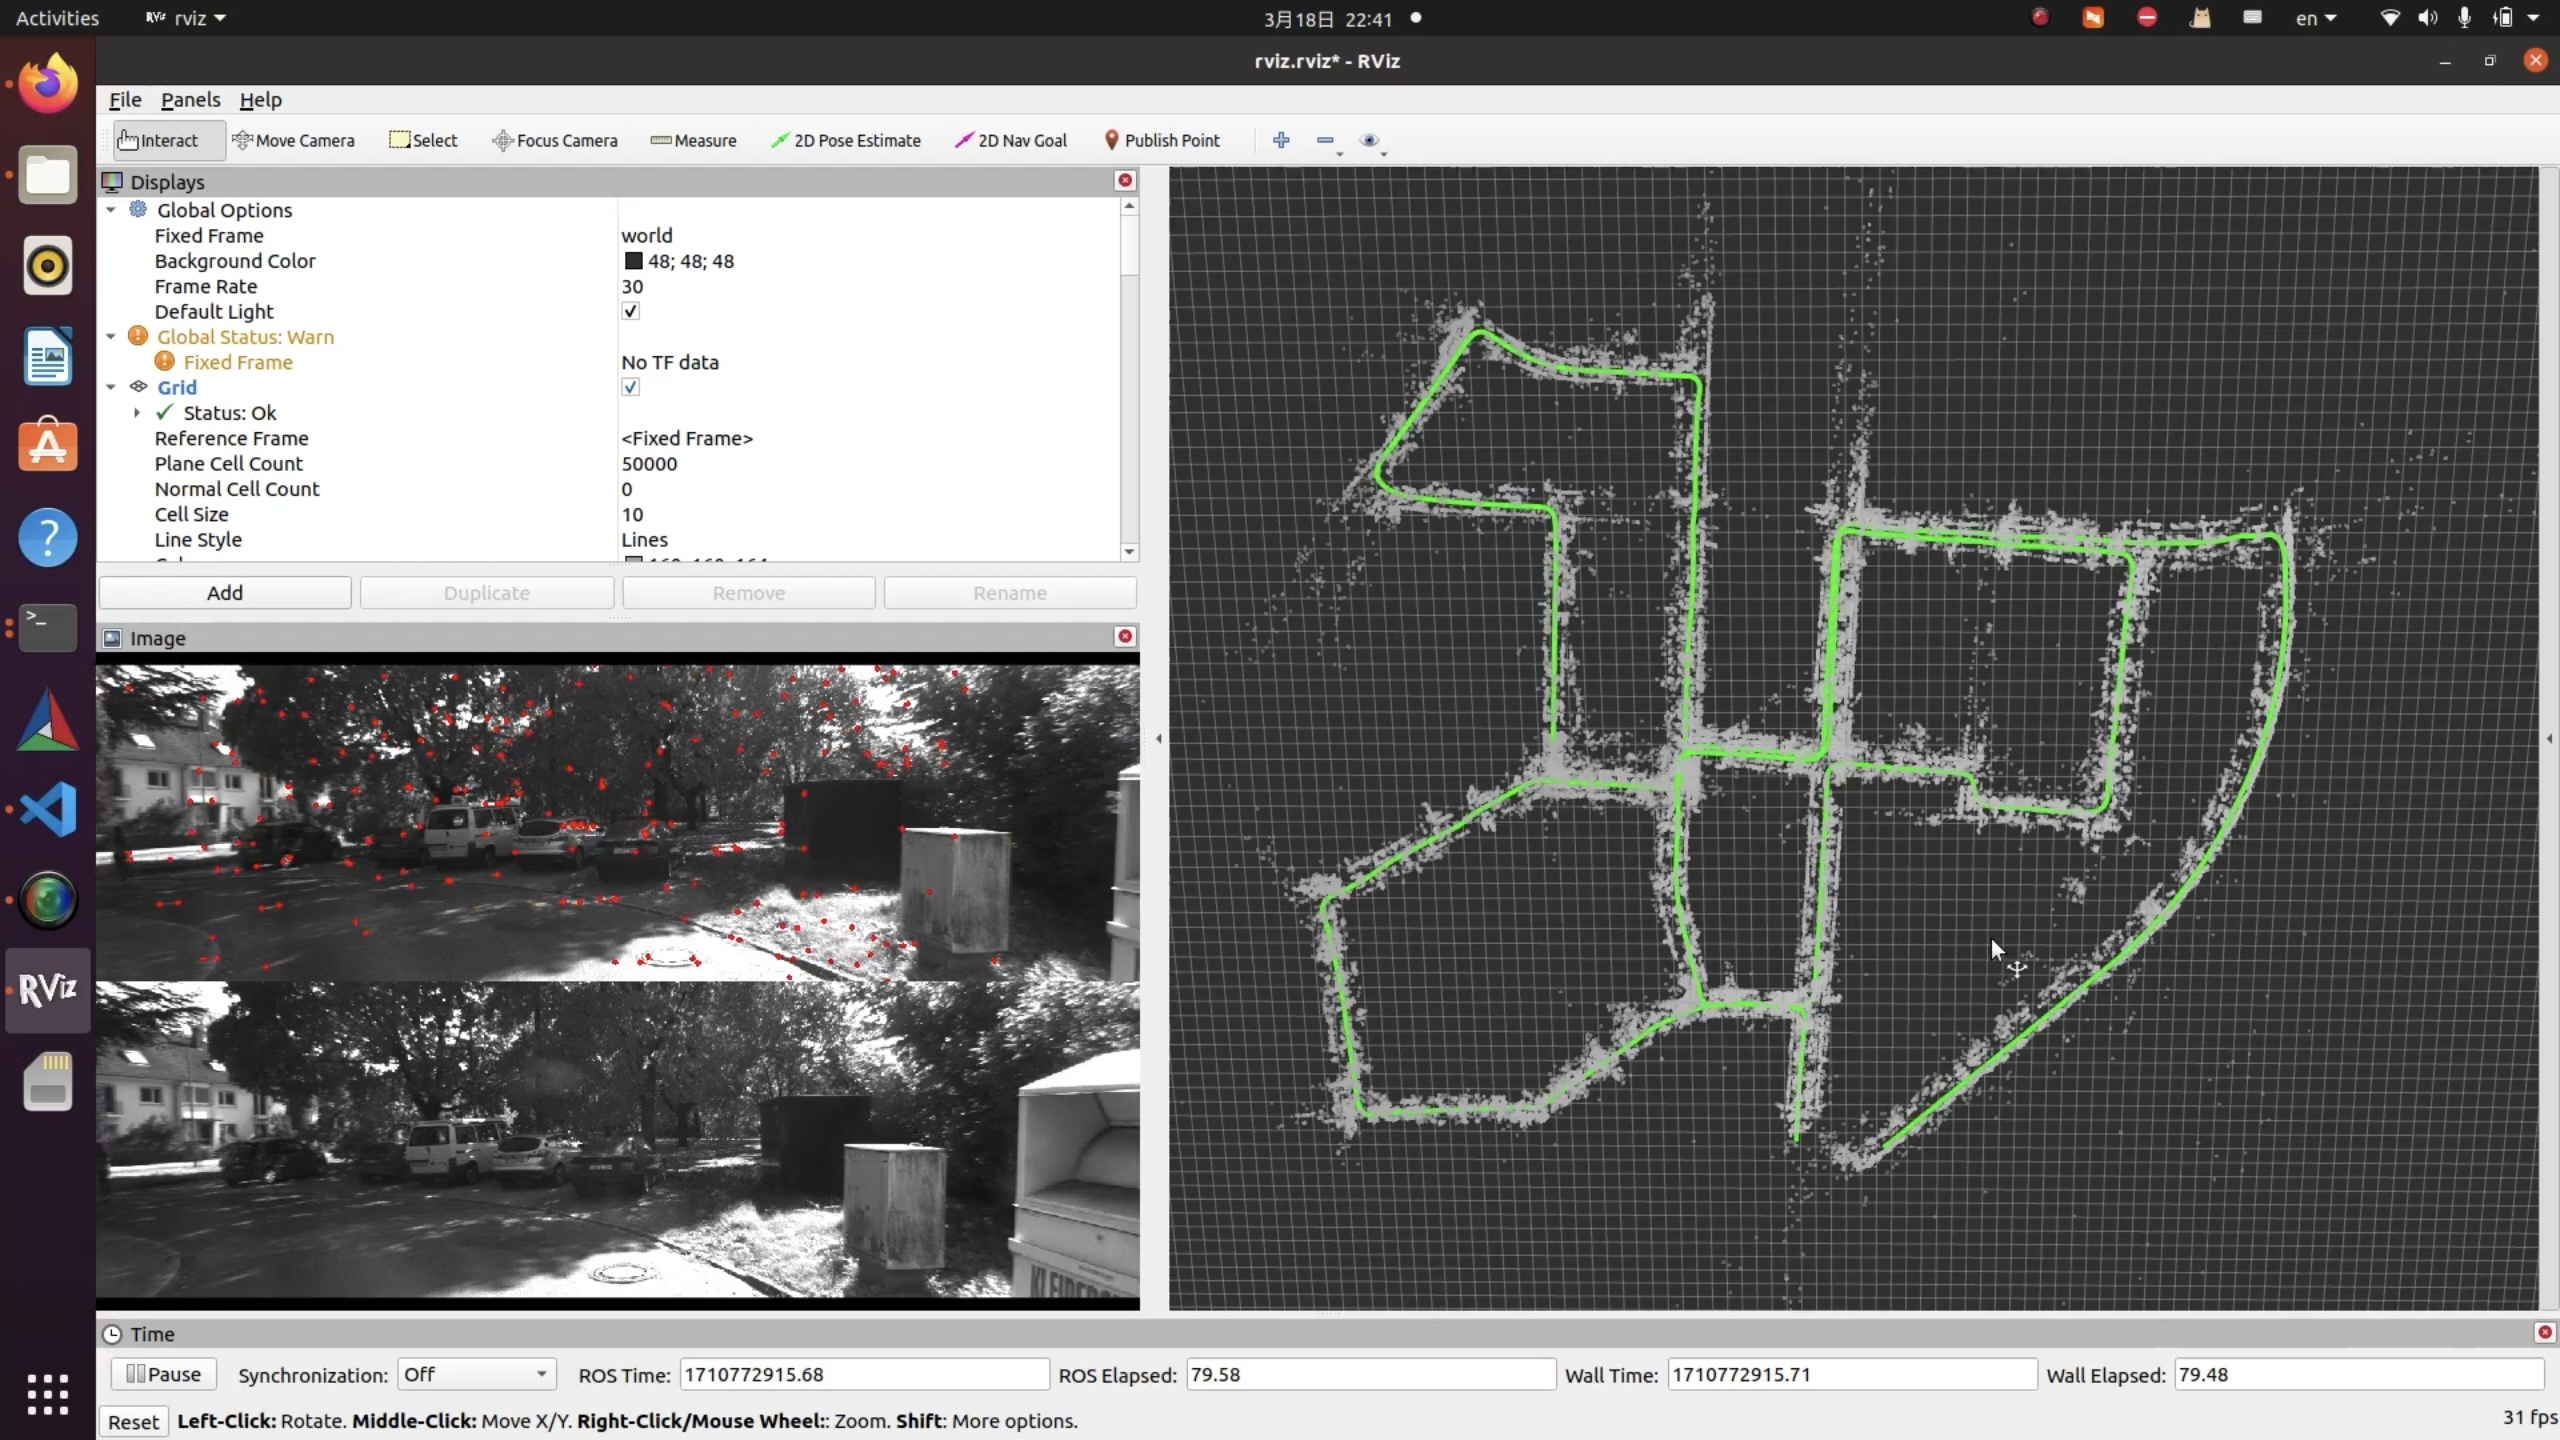 Activities
RViz rviz
3月18日 22:41
en
rviz.rviz* - RViz
File Panels Help
Interact Move Camera Select Focus Camera Measure 2D Pose Estimate 2D Nav Goal Publish Point
Displays
Global Options
Fixed Frame world
Background Color 48; 48; 48
Frame Rate 30
Default Light
Global Status: Warn
Fixed Frame No TF data
Grid
Status: Ok
Reference Frame <Fixed Frame>
Plane Cell Count 50000
Normal Cell Count 0
Cell Size 10
Line Style Lines
Add Duplicate Remove Rename
Image
RViz
Time
Pause Synchronization: Off ROS Time: 1710772915.68 ROS Elapsed: 79.58 Wall Time: 1710772915.71 Wall Elapsed: 79.48
Reset Left-Click: Rotate. Middle-Click: Move X/Y. Right-Click/Mouse Wheel:: Zoom. Shift: More options.
31 fps